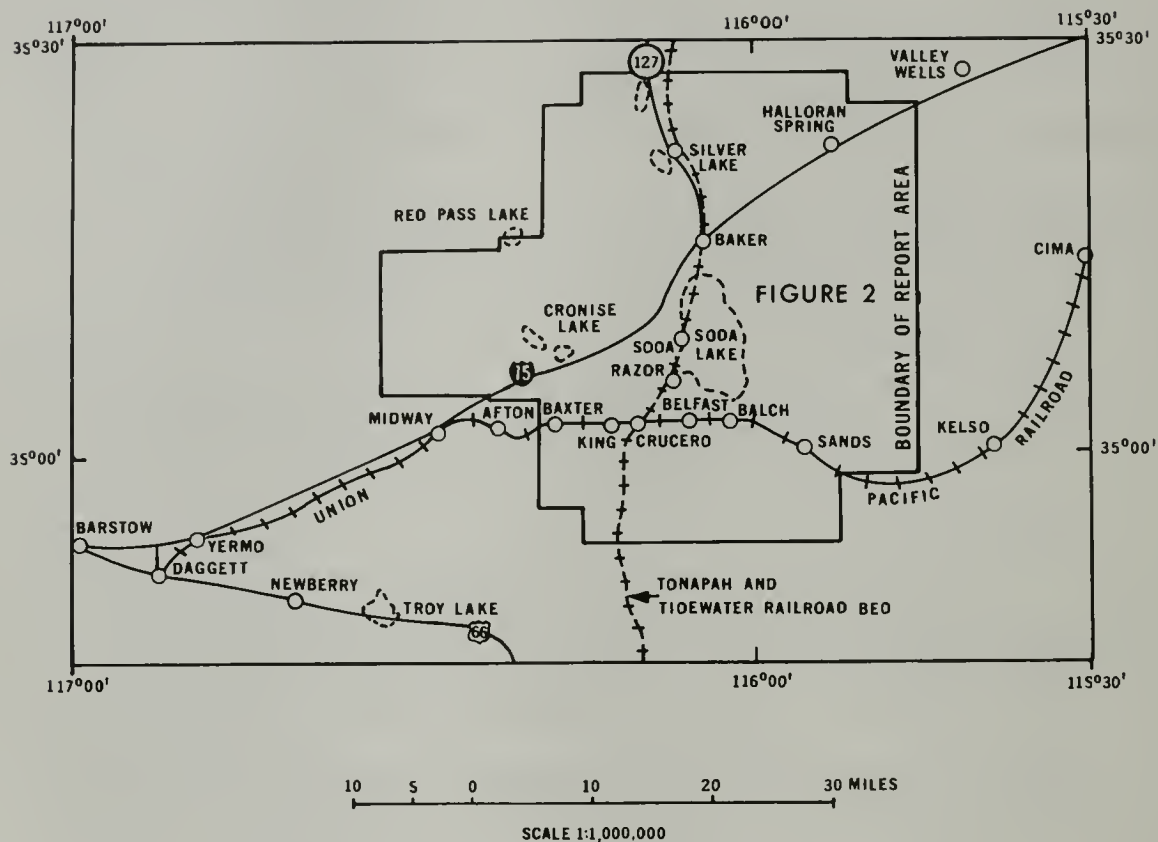 117°00'
116°00'
115°30'
35°30'
35°30'
127
VALLEY
WELLS
HALLORAN
SPRING
SILVER
LAKE
RED PASS LAKE
BAKER
BOUNDARY OF REPORT AREA
CIMA
FIGURE 2
CRONISE
LAKE
SODA
SODA
LAKE
RAZOR
15
MIDWAY
AFTON
BAXTER
BELFAST
BALCH
KING
CRUCERO
SANDS
KELSO
RAILROAD
35°00'
35°00'
PACIFIC
UNION
BARSTOW
YERMO
DAGGETT
NEWBERRY
TROY LAKE
66
TONAPAH AND
TIDEWATER RAILROAD BED
117°00'
116°00'
115°30'
10 5 0 10 20 30 MILES
SCALE 1:1,000,000